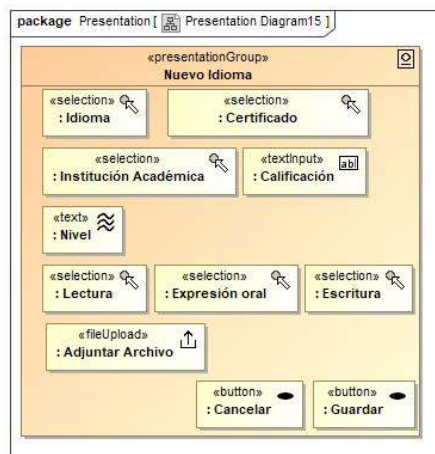 package Presentation [ Presentation Diagram15 ]
«presentationGroup»
Nuevo Idioma
«selection»
: Idioma
«selection»
: Certificado
«selection»
: Institución Académica
«textInput» ab|
: Calificación
«text»
: Nivel
«selection»
: Lectura
«selection»
: Expresión oral
«selection»
: Escritura
«fileUpload»
: Adjuntar Archivo
«button»
: Cancelar
«button»
: Guardar